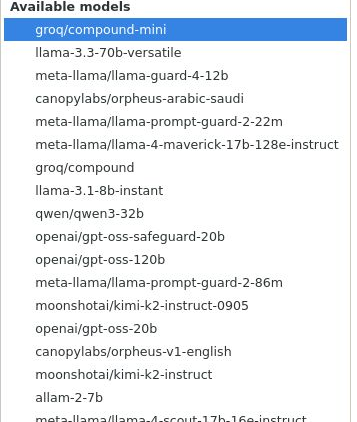 Available models
groq/compound-mini
llama-3.3-70b-versatile
meta-llama/llama-guard-4-12b
canopylabs/orpheus-arabic-saudi
meta-llama/llama-prompt-guard-2-22m
meta-llama/llama-4-maverick-17b-128e-instruct
groq/compound
llama-3.1-8b-instant
qwen/qwen3-32b
openai/gpt-oss-safeguard-20b
openai/gpt-oss-120b
meta-llama/llama-prompt-guard-2-86m
moonshotai/kimi-k2-instruct-0905
openai/gpt-oss-20b
canopylabs/orpheus-v1-english
moonshotai/kimi-k2-instruct
allam-2-7b
meta-llama/llama-4-scout-17b-16e-instruct